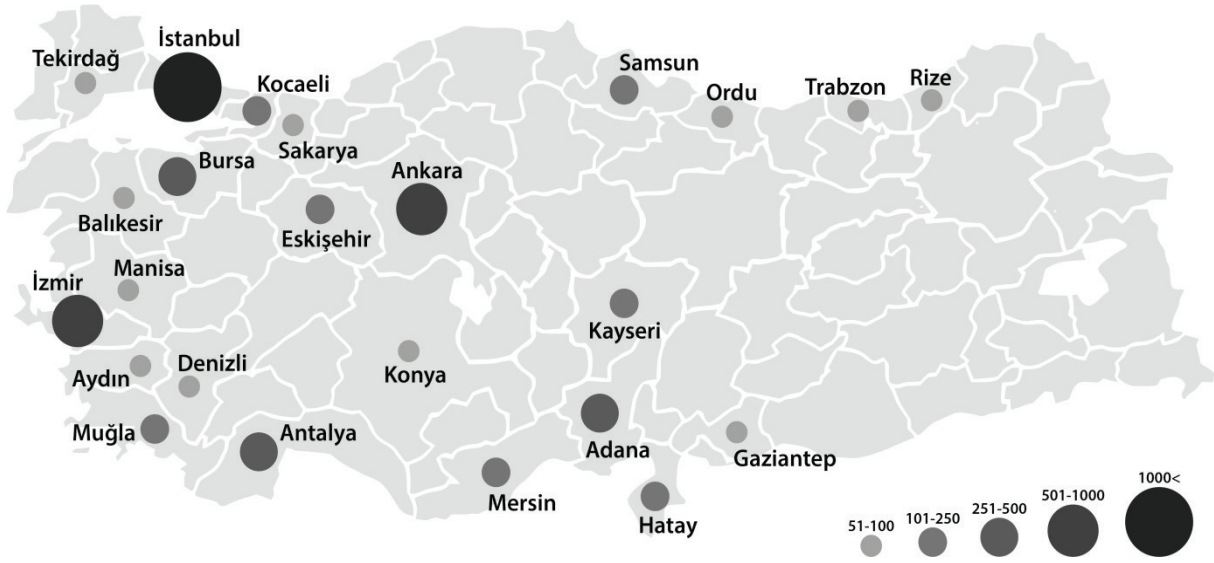 İstanbul
Tekirdağ
Kocaeli
Samsun
Ordu
Trabzon
Rize
Sakarya
Bursa
Ankara
Balıkesir
Eskişehir
Manisa
İzmir
Kayseri
Aydın
Denizli
Konya
Muğla
Antalya
Adana
Gaziantep
Mersin
Hatay
51-100
101-250
251-500
501-1000
1000<